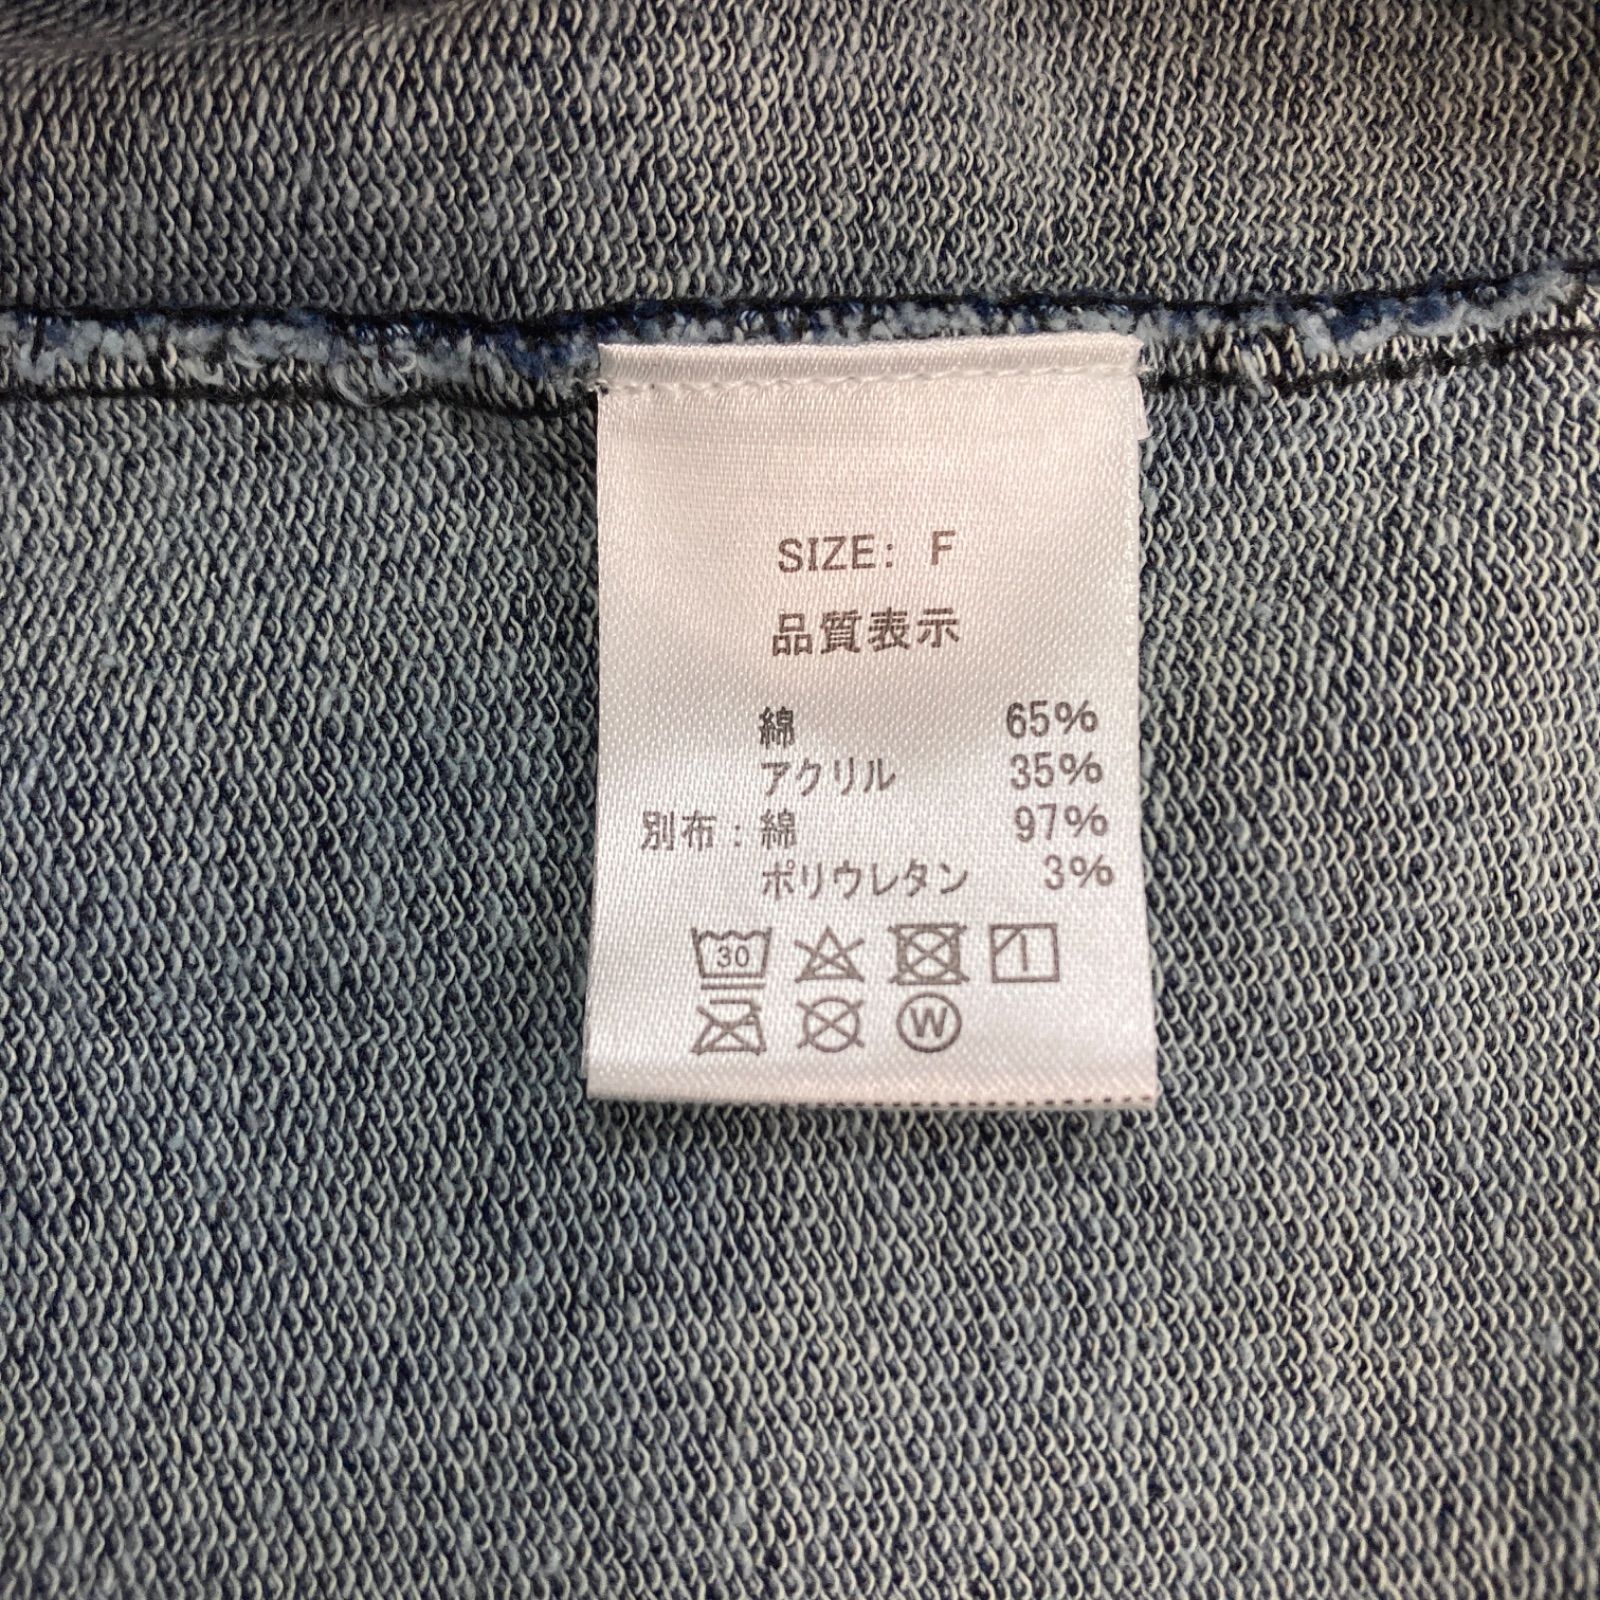 SIZE: F
品質表示
綿 65%
アクリル 35%
別布:綿 97%
ポリウレタン 3%
30
W